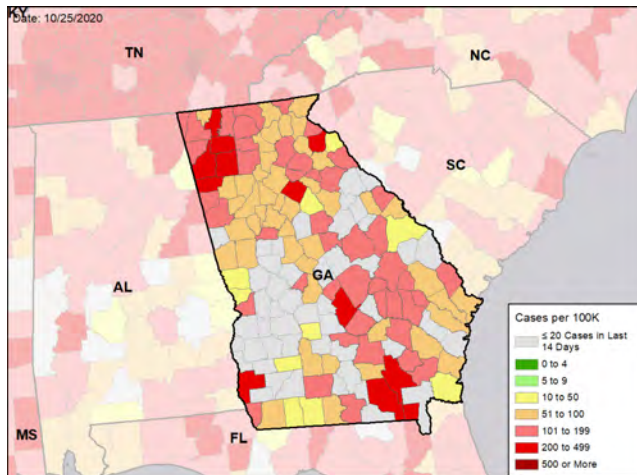 KY
Date: 10/25/2020
TN
NC
SC
AL
GA
MS
FL
Cases per 100K
≤ 20 Cases in Last
14 Days
0 to 4
5 to 9
10 to 50
51 to 100
101 to 199
200 to 499
500 or More